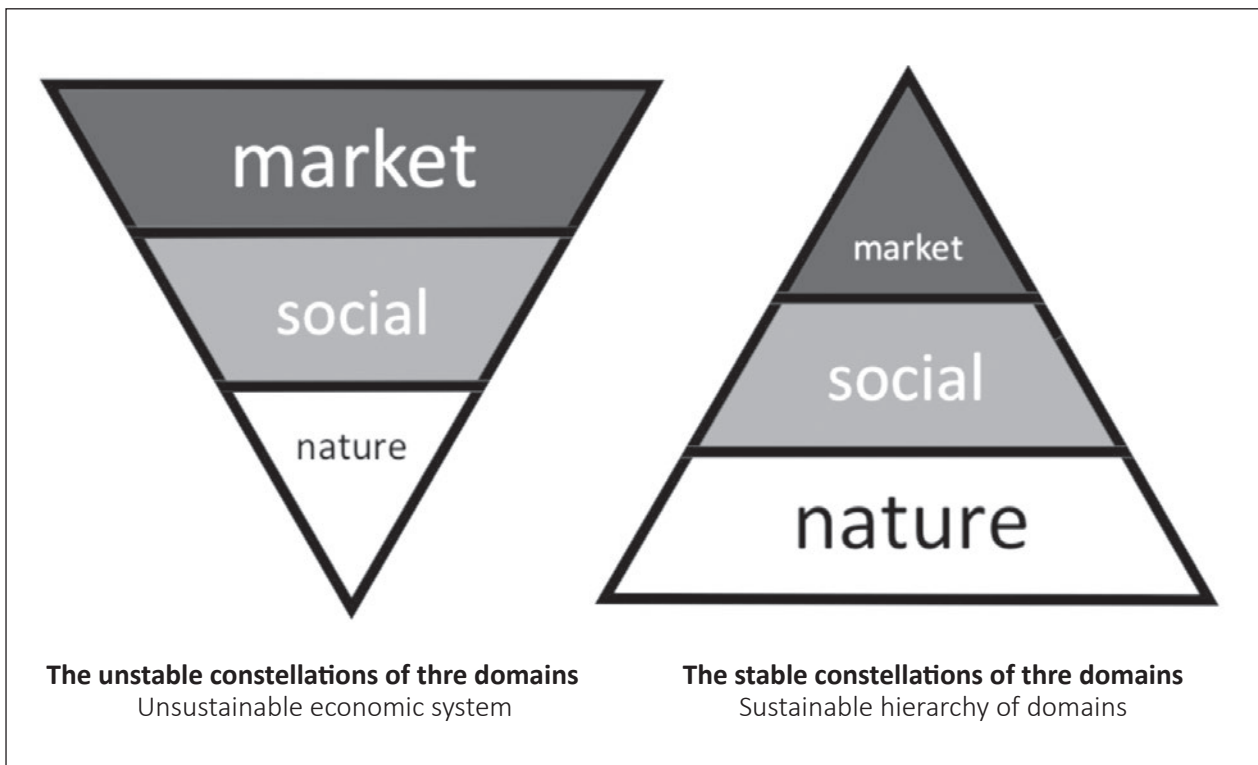 market
social
nature
The unstable constellations of thre domains
Unsustainable economic system
market
social
nature
The stable constellations of thre domains
Sustainable hierarchy of domains